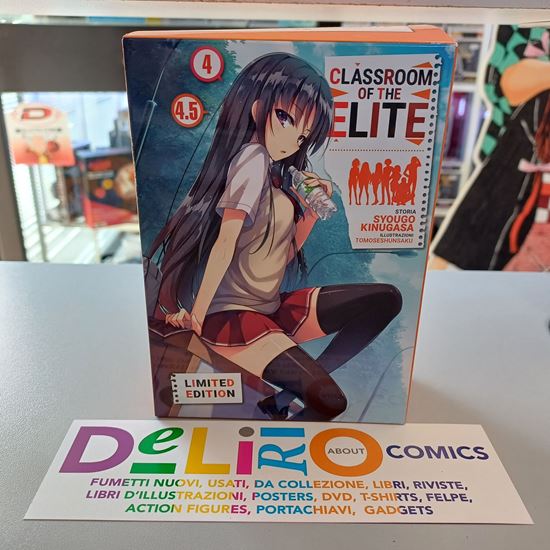 4
4.5
CLASSROOM
OF THE
ELITE
STORIA
SYOUGO
KINUGASA
ILLUSTRAZIONI
TOMOSESHUNSAKU
LIMITED
EDITION
DeLiRiO ABOUT COMICS
FUMETTI NUOVI, USATI, DA COLLEZIONE, LIBRI, RIVISTE,
LIBRI D'ILLUSTRAZIONI, POSTERS, DVD, T-SHIRTS, FELPE,
ACTION FIGURES, PORTACHIAVI, GADGETS